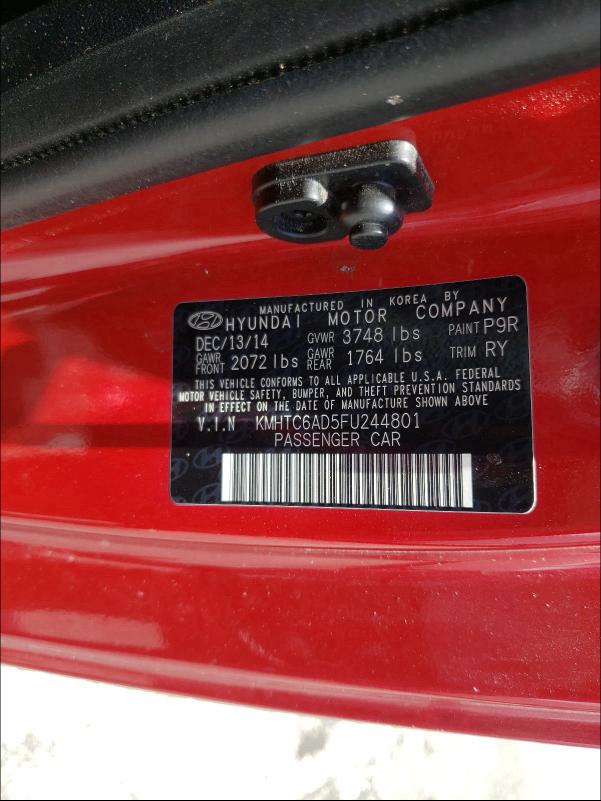 MANUFACTURED IN KOREA BY
HYUNDAI MOTOR COMPANY
DEC/13/14 GVWR 3748 lbs PAINT P9R
GAWR FRONT 2072 lbs GAWR REAR 1764 lbs TRIM RY
THIS VEHICLE CONFORMS TO ALL APPLICABLE U.S.A. FEDERAL
MOTOR VEHICLE SAFETY, BUMPER, AND THEFT PREVENTION STANDARDS
IN EFFECT ON THE DATE OF MANUFACTURE SHOWN ABOVE
V.I.N KMHTC6AD5FU244801
PASSENGER CAR